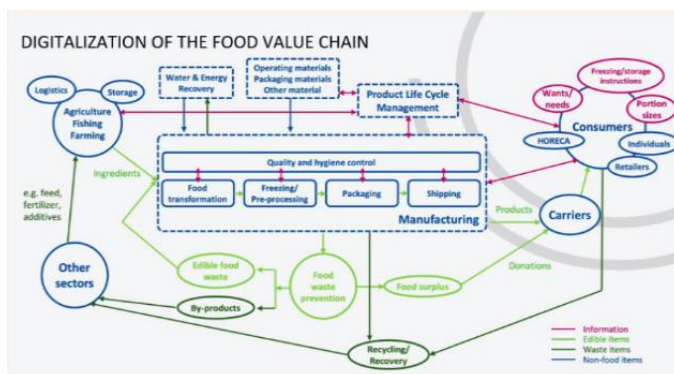 DIGITALIZATION OF THE FOOD VALUE CHAIN
Logistics
Storage
Agriculture
Fishing
Farming
Water & Energy
Recovery
Operating materials
Packaging materials
Other material
Product Life Cycle
Management
Freezing/storage
instructions
Wants/
needs
Portion
sizes
Consumers
HORECA
Individuals
Retailers
Quality and hygiene control
Ingredients
Food
transformation
Freezing/
Pre-processing
Packaging
Shipping
Manufacturing
e.g. feed,
fertilizer,
additives
Products
Carriers
Donations
Other
sectors
Edible food
waste
Food
waste
prevention
Food surplus
By-products
Recycling/
Recovery
Information
Edible items
Waste items
Non-food items